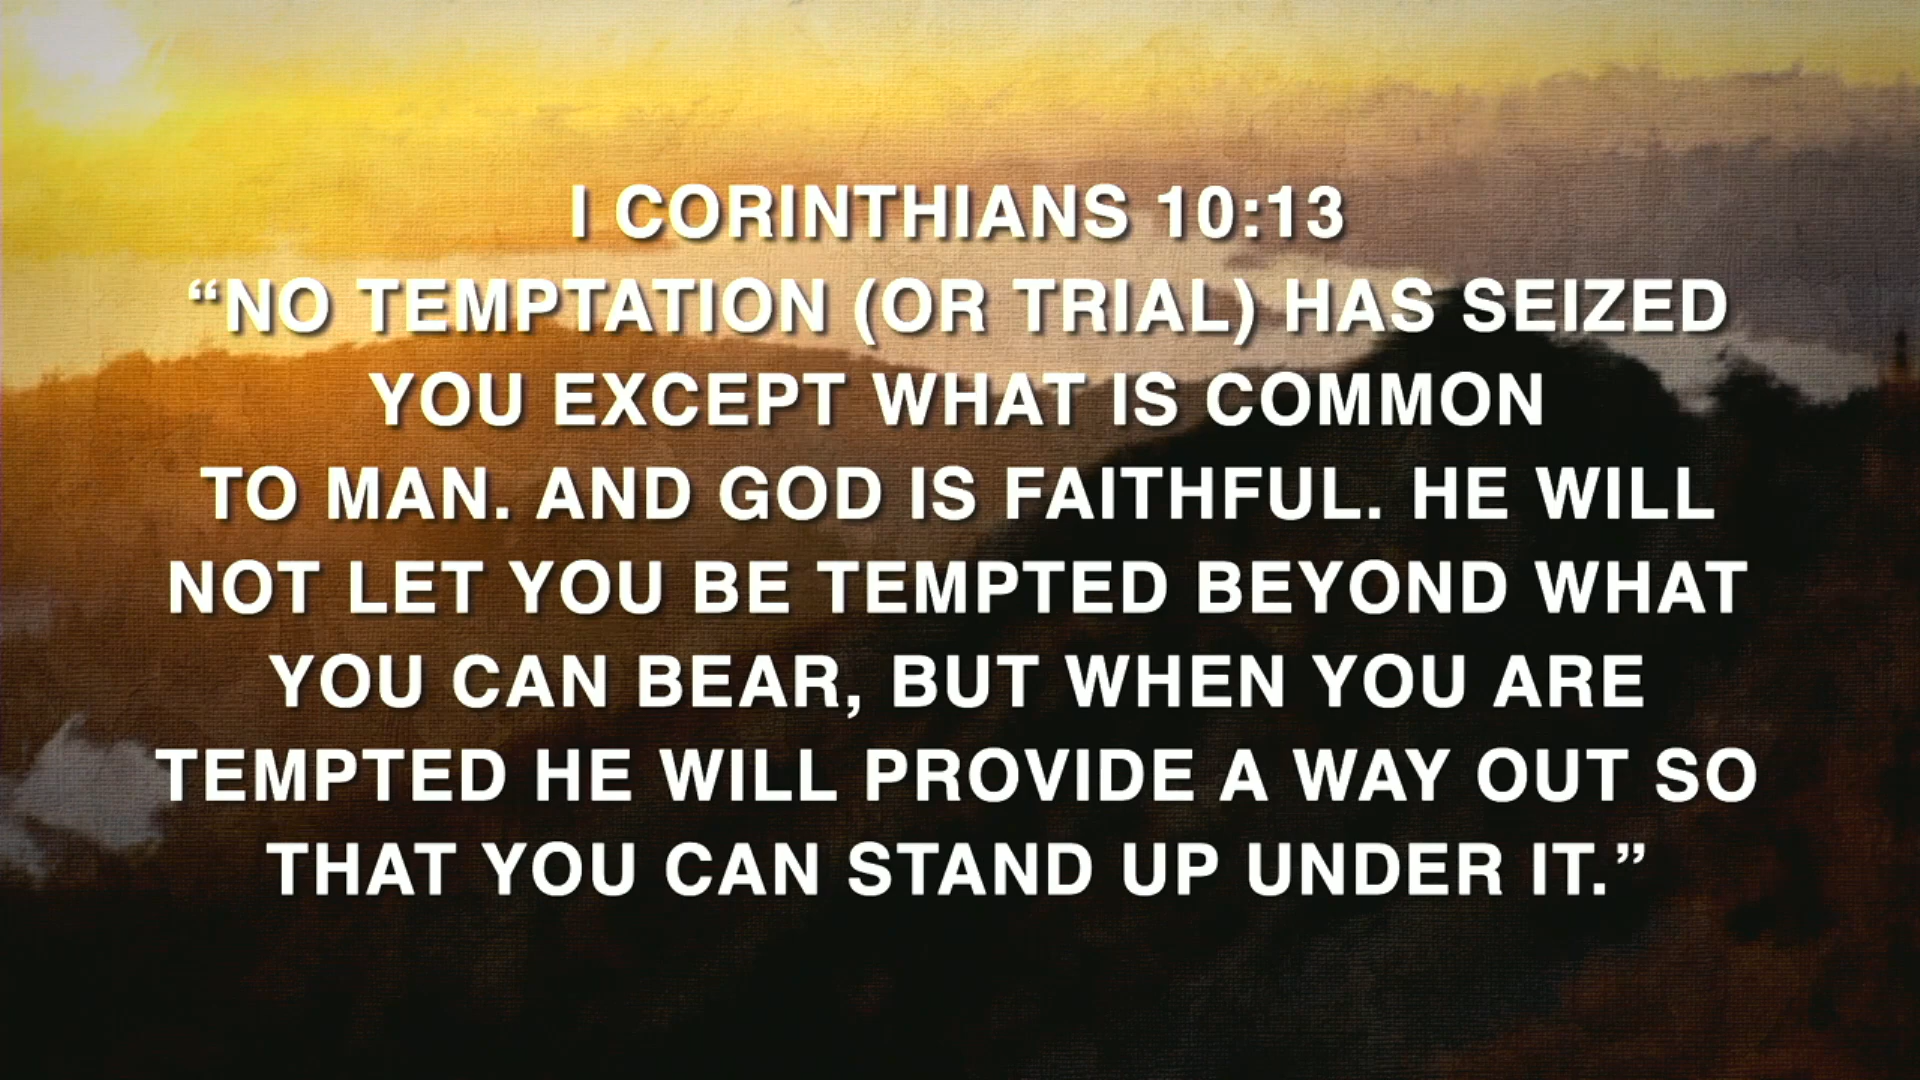 I CORINTHIANS 10:13
“NO TEMPTATION (OR TRIAL) HAS SEIZED
YOU EXCEPT WHAT IS COMMON
TO MAN. AND GOD IS FAITHFUL. HE WILL
NOT LET YOU BE TEMPTED BEYOND WHAT
YOU CAN BEAR, BUT WHEN YOU ARE
TEMPTED HE WILL PROVIDE A WAY OUT SO
THAT YOU CAN STAND UP UNDER IT.”